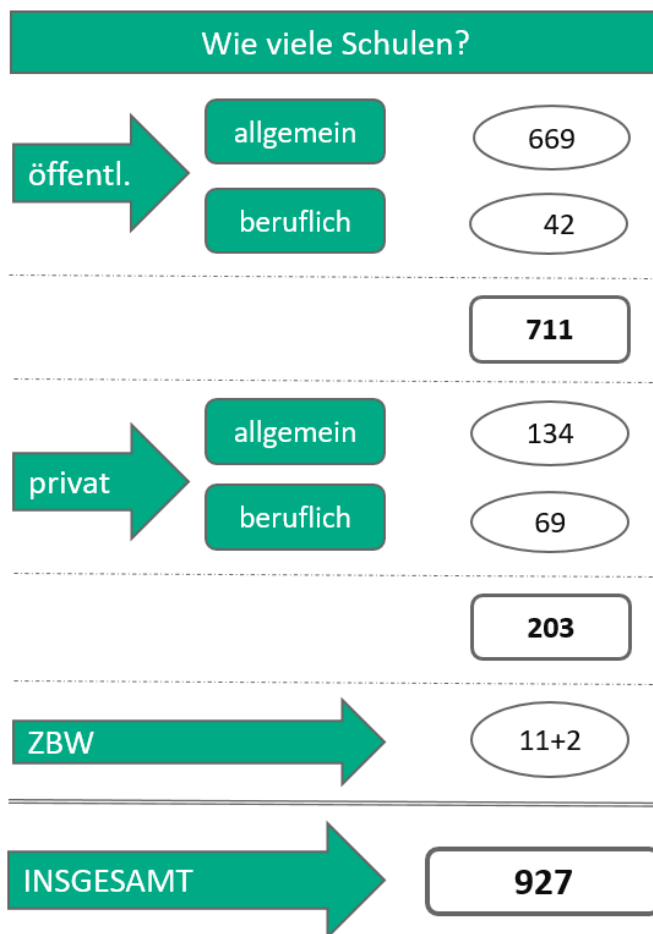 Wie viele Schulen?
öffentl.
allgemein
669
beruflich
42
711
privat
allgemein
134
beruflich
69
203
ZBW
11+2
INSGESAMT
927